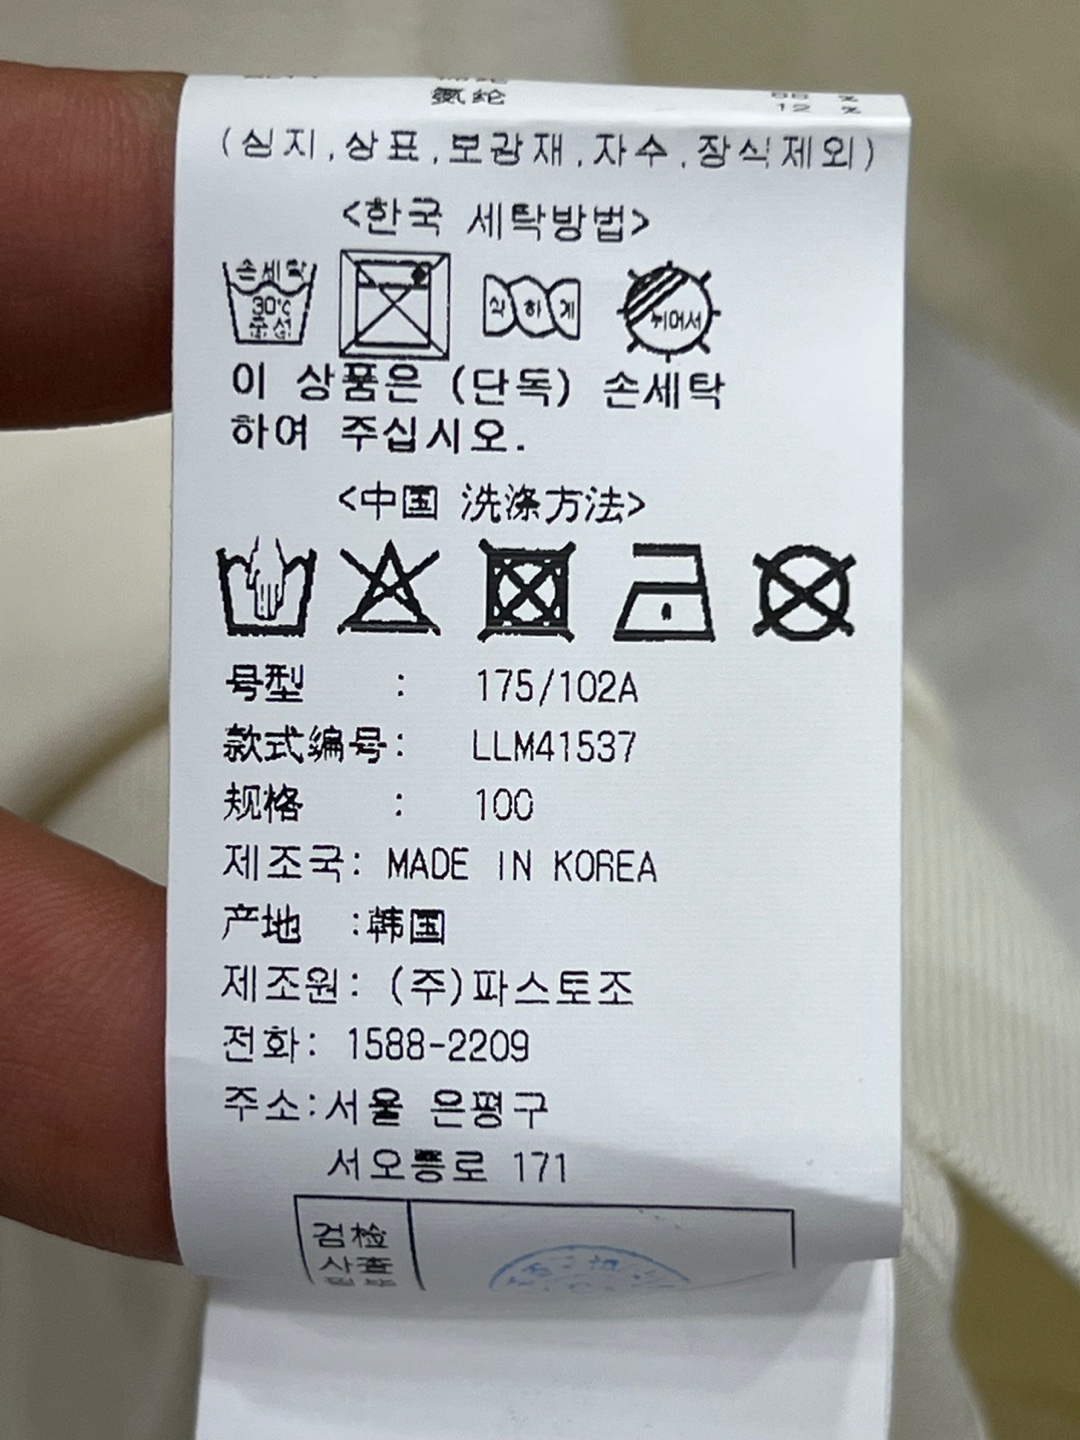 氨纶 12 %
(심지,상표,보강재,자수,장식제외)
<한국 세탁방법>
손세탁
30℃
중성
약하게
뉘어서
이 상품은 (단독) 손세탁
하여 주십시오.
<中国 洗涤方法>
号型 : 175/102A
款式编号: LLM41537
规格 : 100
제조국: MADE IN KOREA
产地 :韩国
제조원: (주)파스토조
전화: 1588-2209
주소:서울 은평구
서오릉로 171
검检
사查